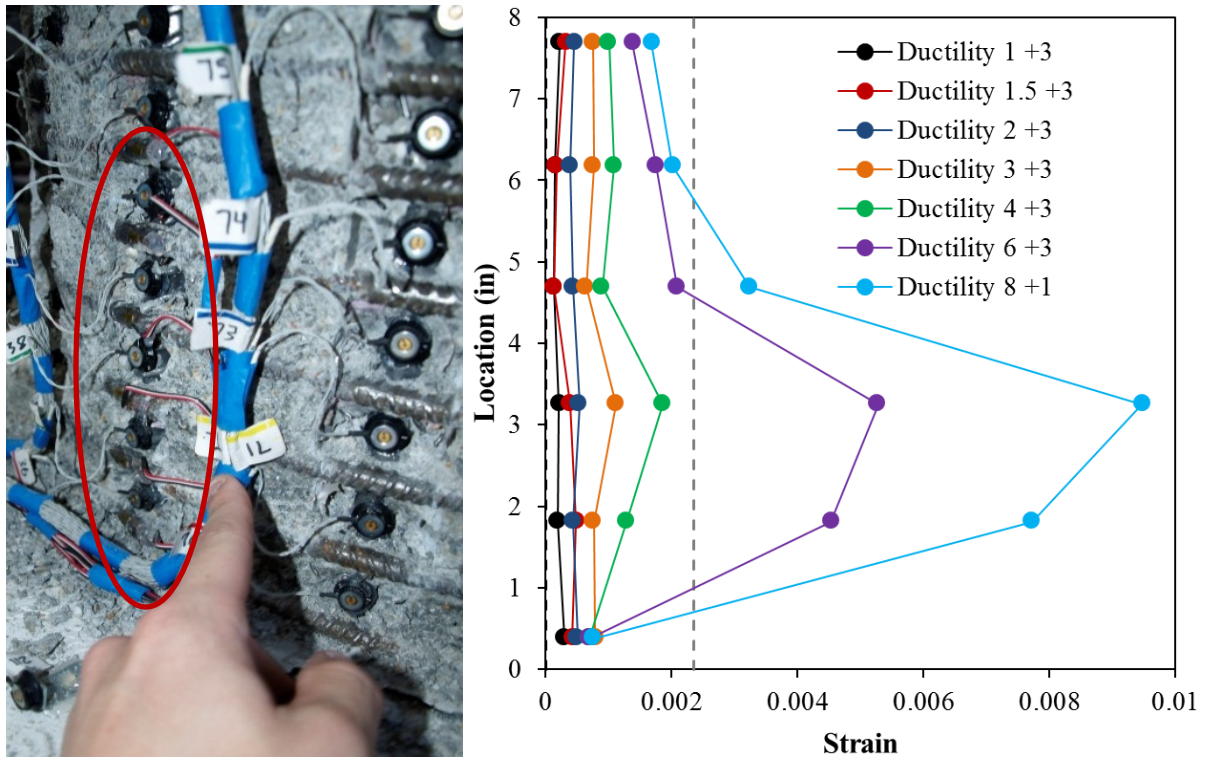 75
74
73
38
71
8
7
6
5
4
3
2
1
0
Location (in)
Ductility 1 +3
Ductility 1.5 +3
Ductility 2 +3
Ductility 3 +3
Ductility 4 +3
Ductility 6 +3
Ductility 8 +1
0
0.002
0.004
0.006
0.008
0.01
Strain